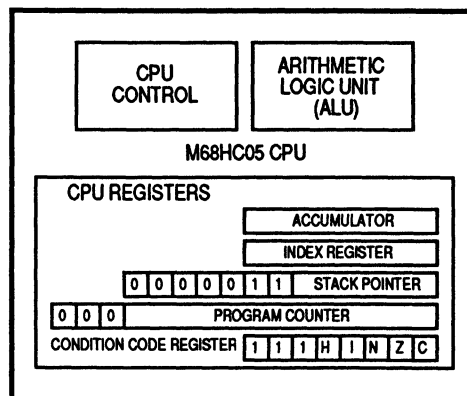 CPU
CONTROL
ARITHMETIC
LOGIC UNIT
(ALU)
M68HC05 CPU
CPU REGISTERS
ACCUMULATOR
INDEX REGISTER
0 0 0 0 0 1 1 STACK POINTER
0 0 0 PROGRAM COUNTER
CONDITION CODE REGISTER 1 1 1 H I N Z C